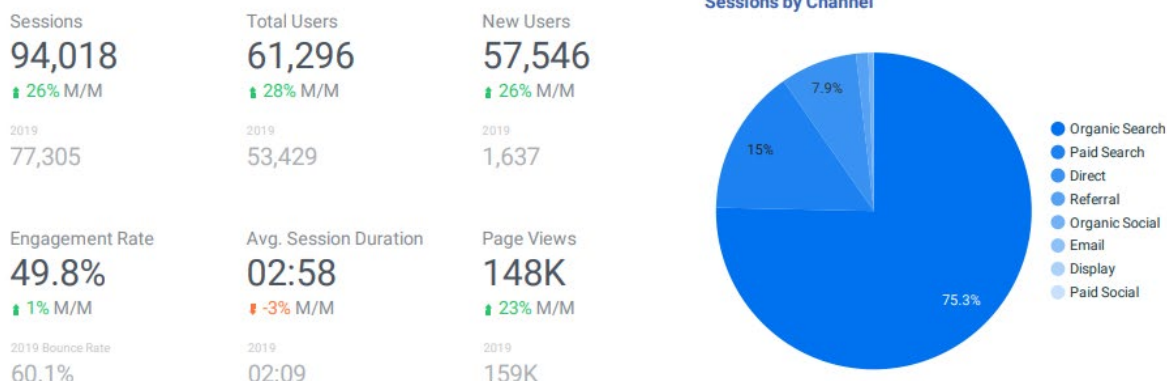 Sessions by Channel
Sessions
Total Users
New Users
94,018
61,296
57,546
26% M/M
28% M/M
26% M/M
2019
2019
2019
77,305
53,429
1,637
Engagement Rate
Avg. Session Duration
Page Views
49.8%
02:58
148K
1% M/M
-3% M/M
23% M/M
2019 Bounce Rate
2019
2019
60.1%
02:09
159K
7.9%
15%
75.3%
Organic Search
Paid Search
Direct
Referral
Organic Social
Email
Display
Paid Social